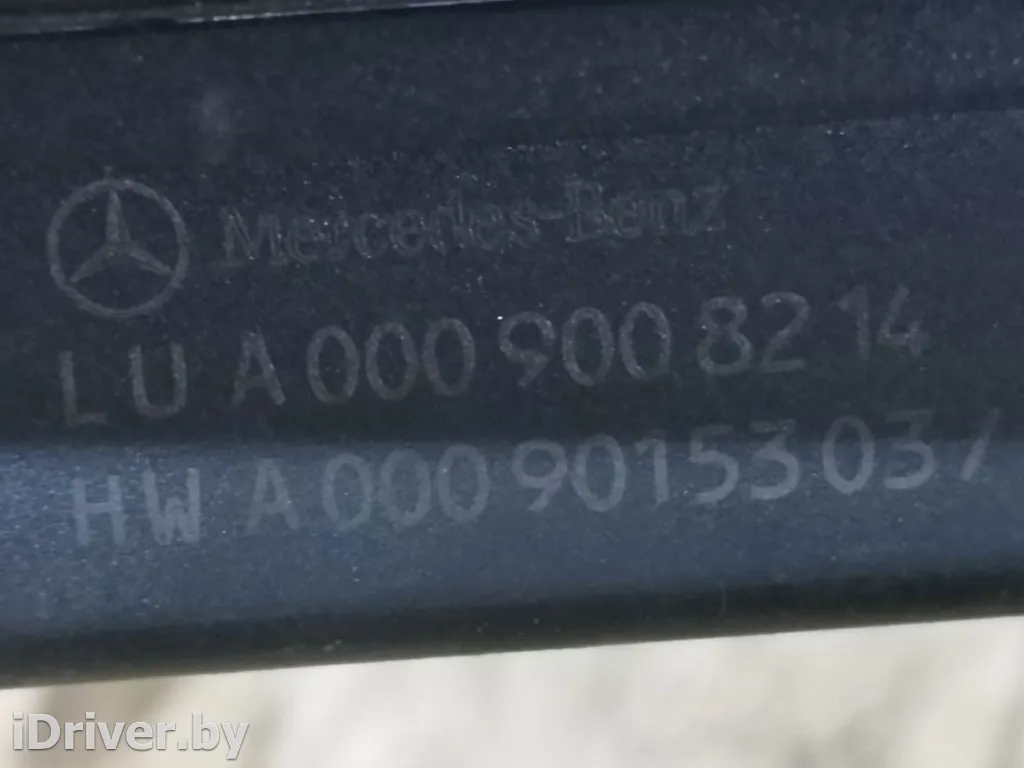 Mercedes-Benz
LU A 000 900 82 14
HW A 000 901 53 03 /
iDriver.by